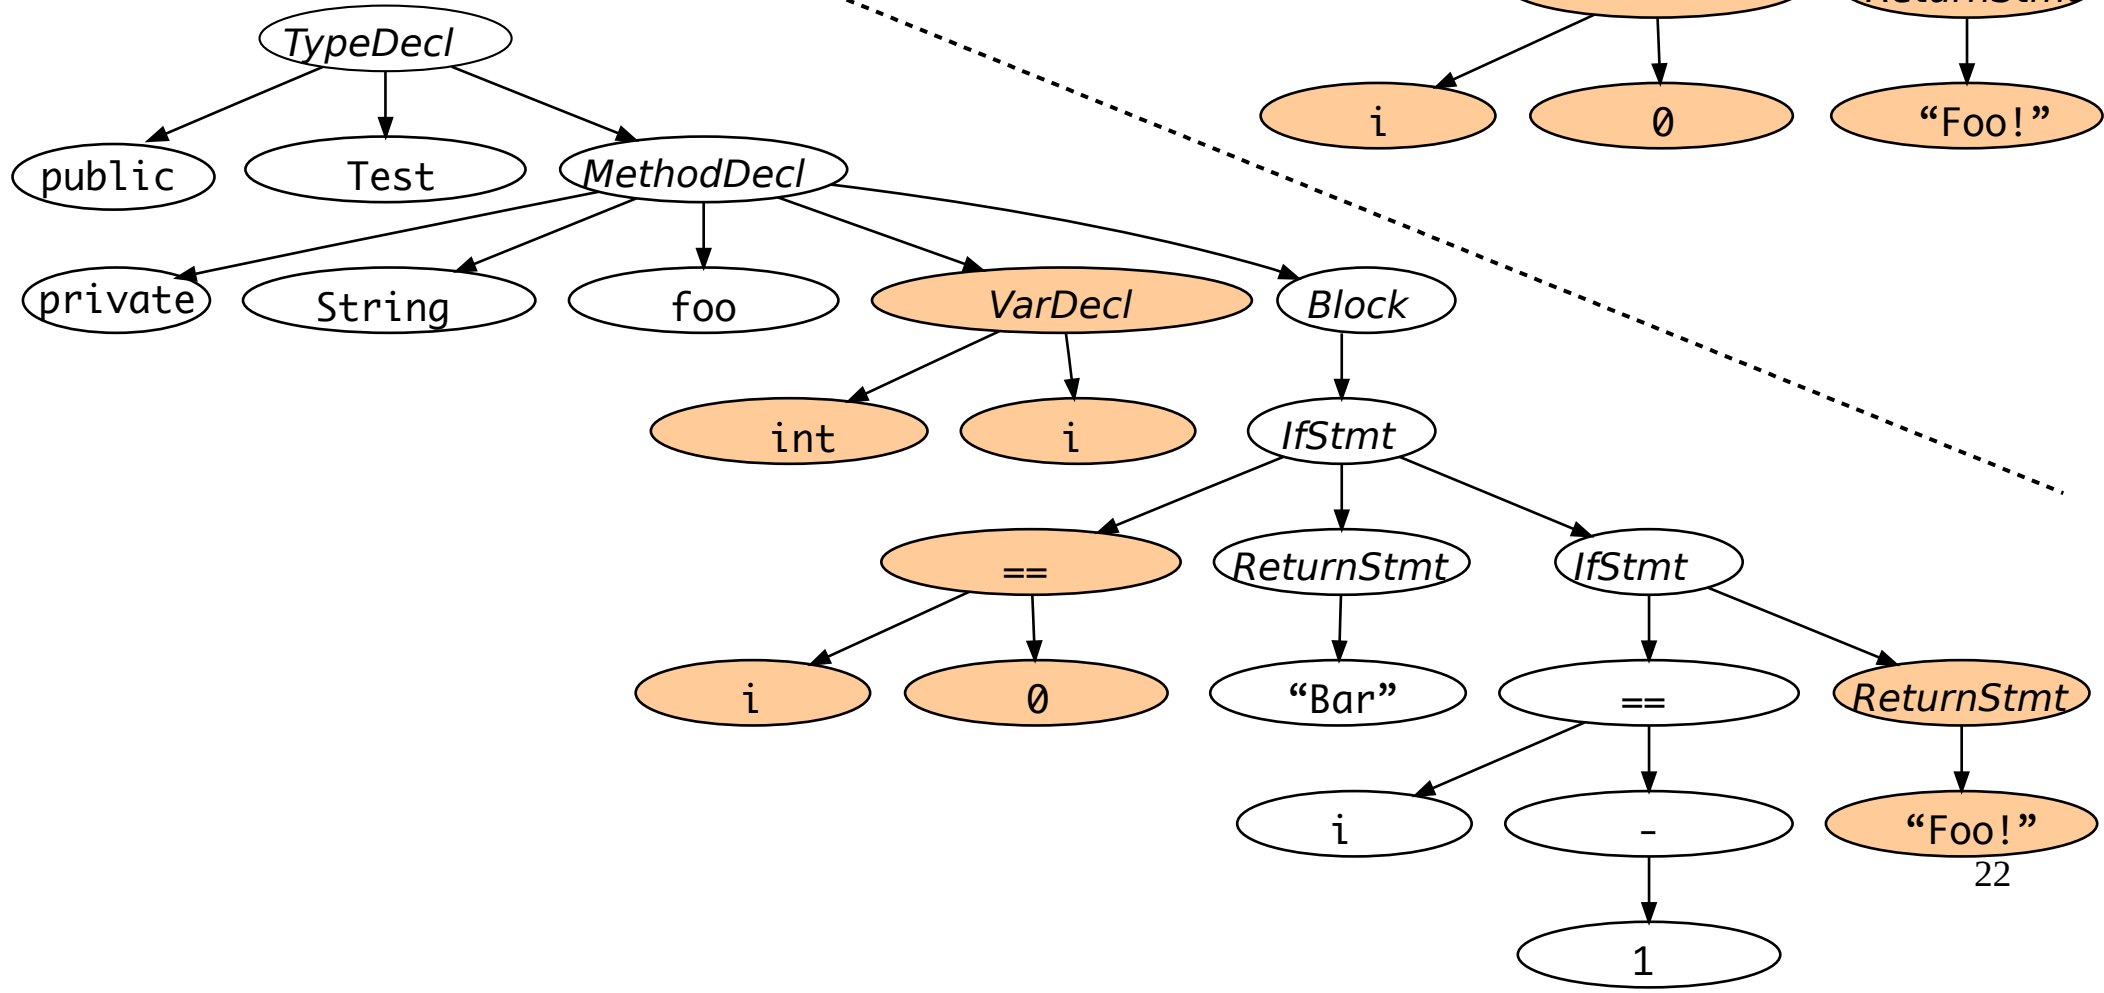 TypeDecl
ReturnStmt
i
0
“Foo!”
public
Test
MethodDecl
private
String
foo
VarDecl
Block
int
i
IfStmt
==
ReturnStmt
IfStmt
i
0
“Bar”
==
ReturnStmt
i
-
“Foo!”
22
1